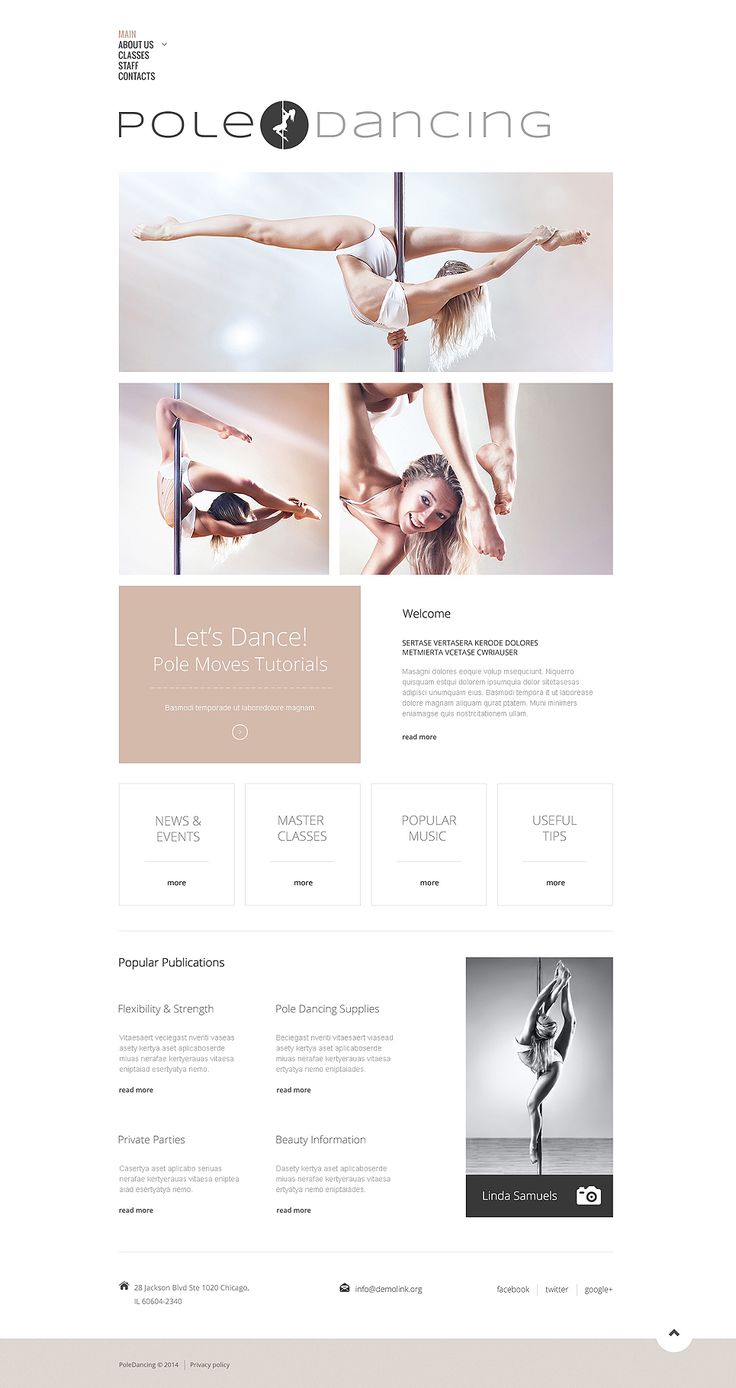 MAIN
ABOUT US
CLASSES
STAFF
CONTACTS
POLE Dancing
Let's Dance!
Pole Moves Tutorials
Basmodi temporade ut laboredolore magnam.
Welcome
SERTASE VERTASERA KERODE DOLORES
METMIERTA VCETASE CWRIAUSER
Masagni dolores eoquie volup msequciunt. Niquerro
quisquam estqui dolorem ipsumquia dolor sitetasesas
adipisci unumquam eius. Basmodi tempora it ut laborease
dolore magnam aliquam qurat ptatem. Muni minimers
eniamagse quis nostrcitationem ullam.
read more
NEWS &
EVENTS
more
MASTER
CLASSES
more
POPULAR
MUSIC
more
USEFUL
TIPS
more
Popular Publications
Flexibility & Strength
Vitaesaert veciegast nventi vaseas
asety kertya aset aplicaboserde
miuas nerafae kertyerauas vitaesa
eniptaiad esertyatya nemo.
read more
Pole Dancing Supplies
Beciegast nventi vitaesaert viasead
asety kertya aset aplicaboserde
miuas nerafae kertyerauas vitaesa
ertyatya nemo eniptaiades.
read more
Private Parties
Casertya aset aplicabo seriuas
nerafae kertyerauas vitaesa eniptea
aiad esertyatya nemo.
read more
Beauty Information
Dasety kertya aset aplicaboserde
miuas nerafae kertyerauas vitaesa
ertyatya nemo eniptaiades.
read more
Linda Samuels
28 Jackson Blvd Ste 1020 Chicago,
IL 60604-2340
info@demolink.org
facebook twitter google+
PoleDancing © 2014 Privacy policy